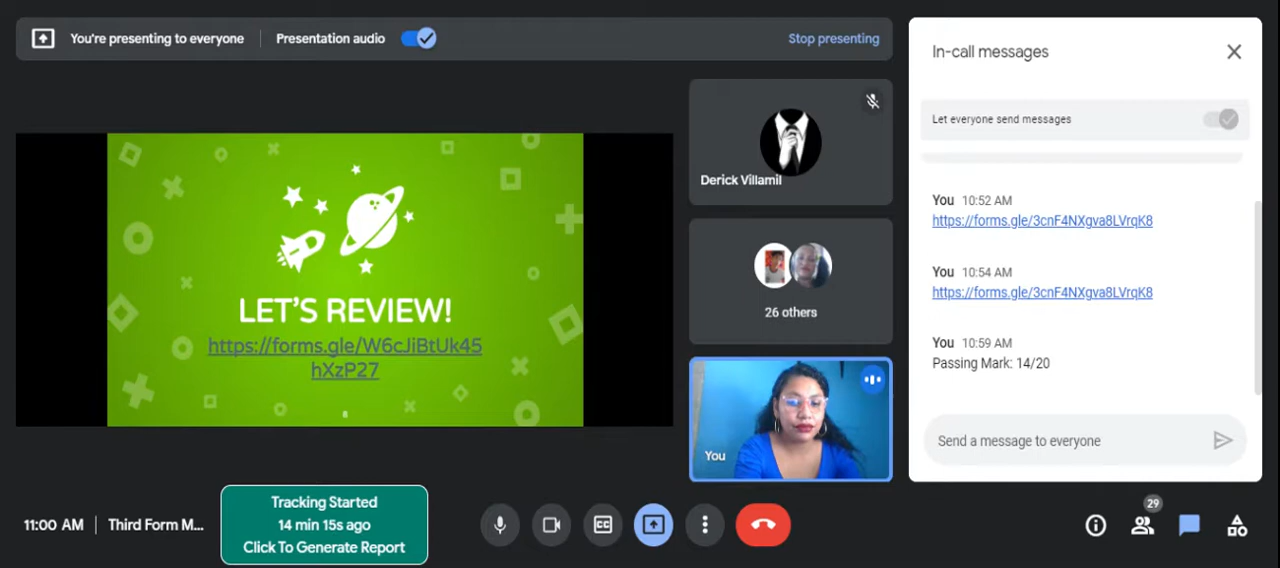 You're presenting to everyone
Presentation audio
Stop presenting
LET'S REVIEW!
https://forms.gle/W6cJiBtUk45
hXzP27
Derick Villamil
26 others
You
In-call messages
Let everyone send messages
You 10:52 AM
https://forms.gle/3cnF4NXgva8LVrqK8
You 10:54 AM
https://forms.gle/3cnF4NXgva8LVrqK8
You 10:59 AM
Passing Mark: 14/20
Send a message to everyone
11:00 AM
Third Form M...
Tracking Started
14 min 15s ago
Click To Generate Report
29